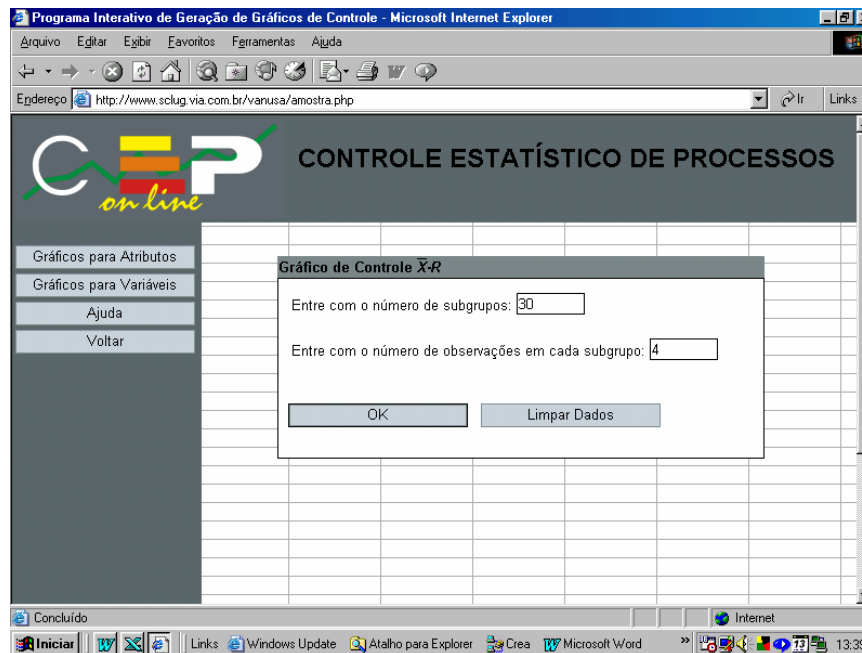 Programa Interativo de Geração de Gráficos de Controle - Microsoft Internet Explorer
Arquivo Editar Exibir Favoritos Ferramentas Ajuda
Endereço http://www.sclug.via.com.br/vanusa/amostra.php Ir Links
CEP
on line
CONTROLE ESTATÍSTICO DE PROCESSOS
Gráficos para Atributos
Gráficos para Variáveis
Ajuda
Voltar
Gráfico de Controle X̅-R
Entre com o número de subgrupos: 30
Entre com o número de observações em cada subgrupo: 4
OK Limpar Dados
Concluído Internet
Iniciar Links Windows Update Atalho para Explorer Crea Microsoft Word » 13:39